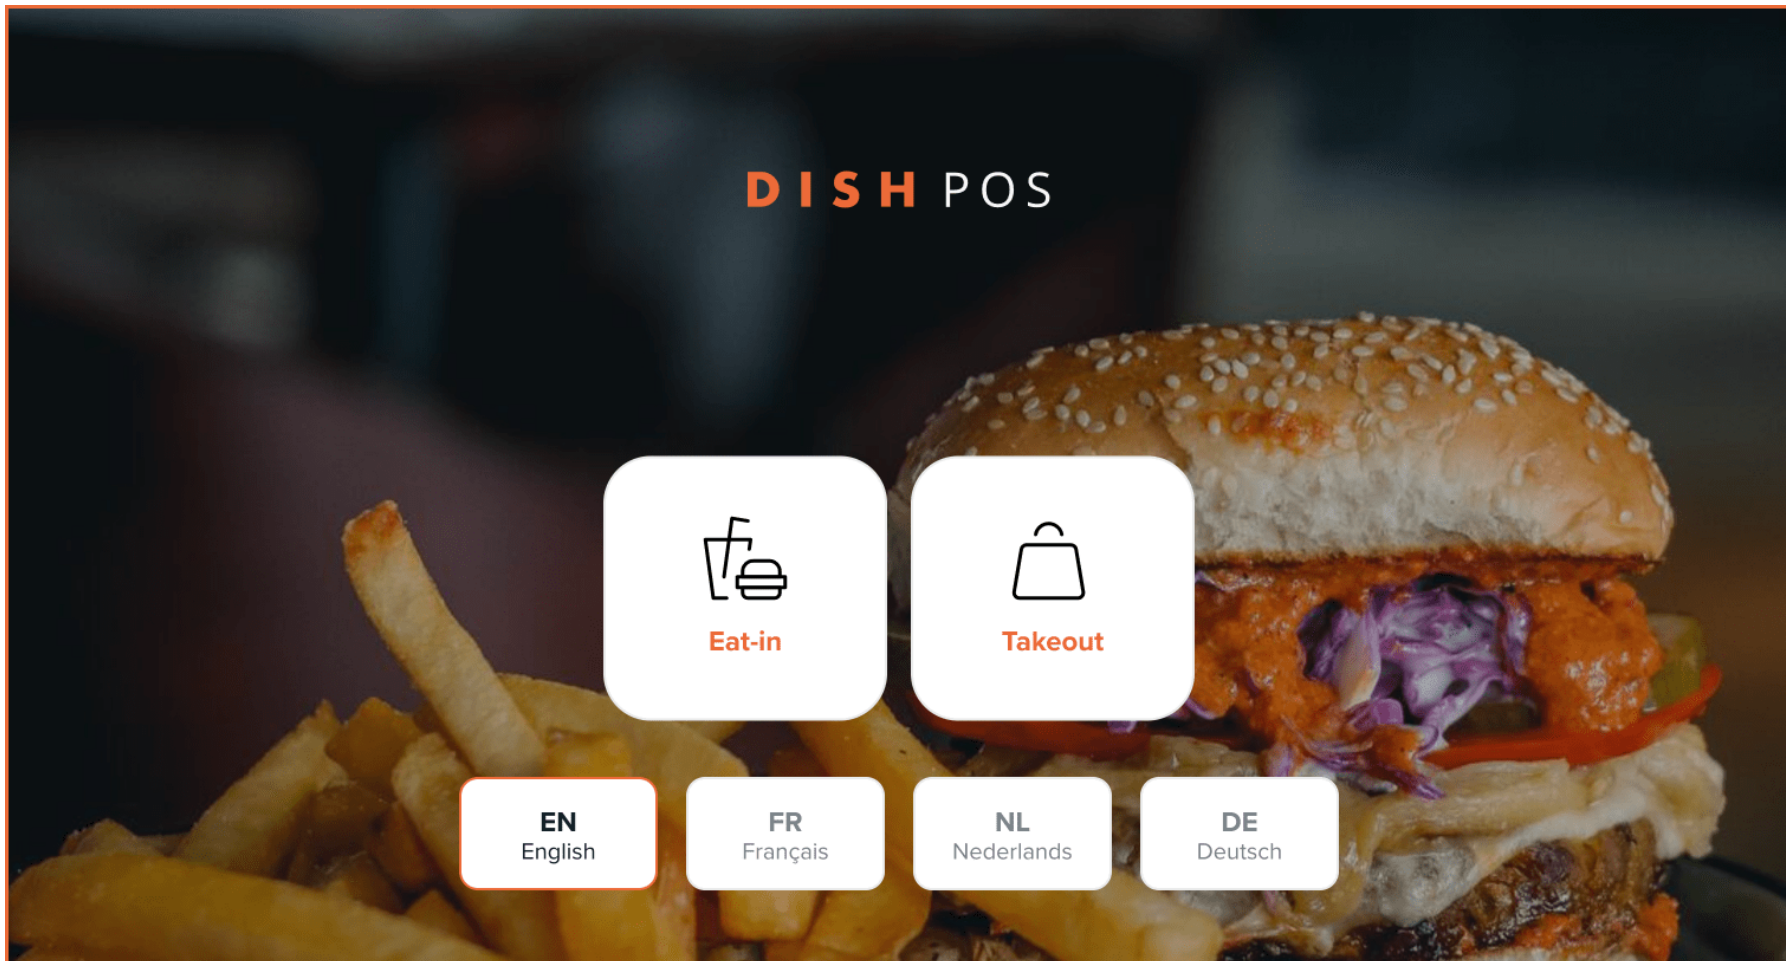 DISH POS
Eat-in
Takeout
EN
English
FR
Français
NL
Nederlands
DE
Deutsch